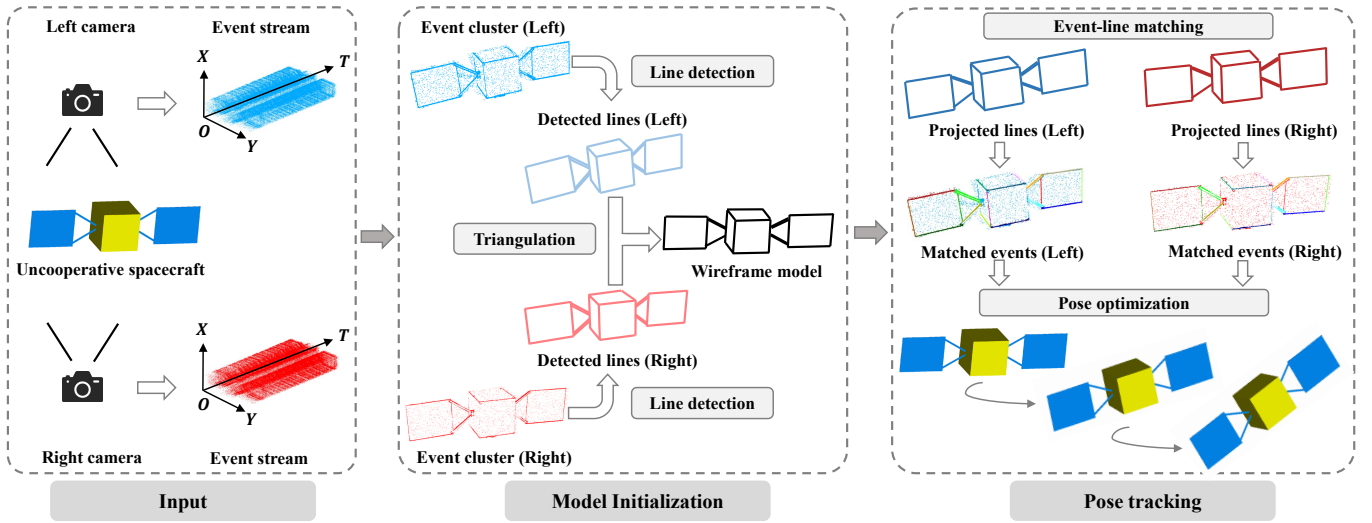 Left camera
Event stream
X
T
O
Y
Uncooperative spacecraft
X
T
O
Y
Right camera
Event stream
Input
Event cluster (Left)
Line detection
Detected lines (Left)
Triangulation
Wireframe model
Detected lines (Right)
Line detection
Event cluster (Right)
Model Initialization
Event-line matching
Projected lines (Left)
Projected lines (Right)
Matched events (Left)
Matched events (Right)
Pose optimization
Pose tracking